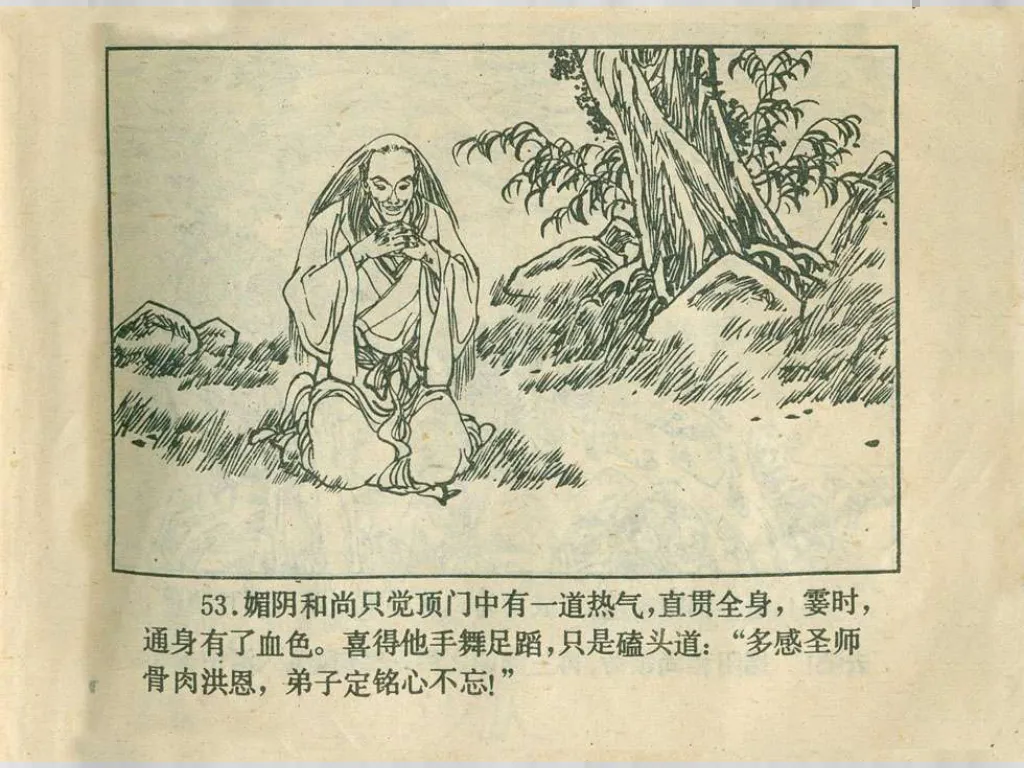 53.媚阴和尚只觉顶门中有一道热气,直贯全身，霎时，
通身有了血色。喜得他手舞足蹈,只是磕头道：“多感圣师
骨肉洪恩，弟子定铭心不忘!”